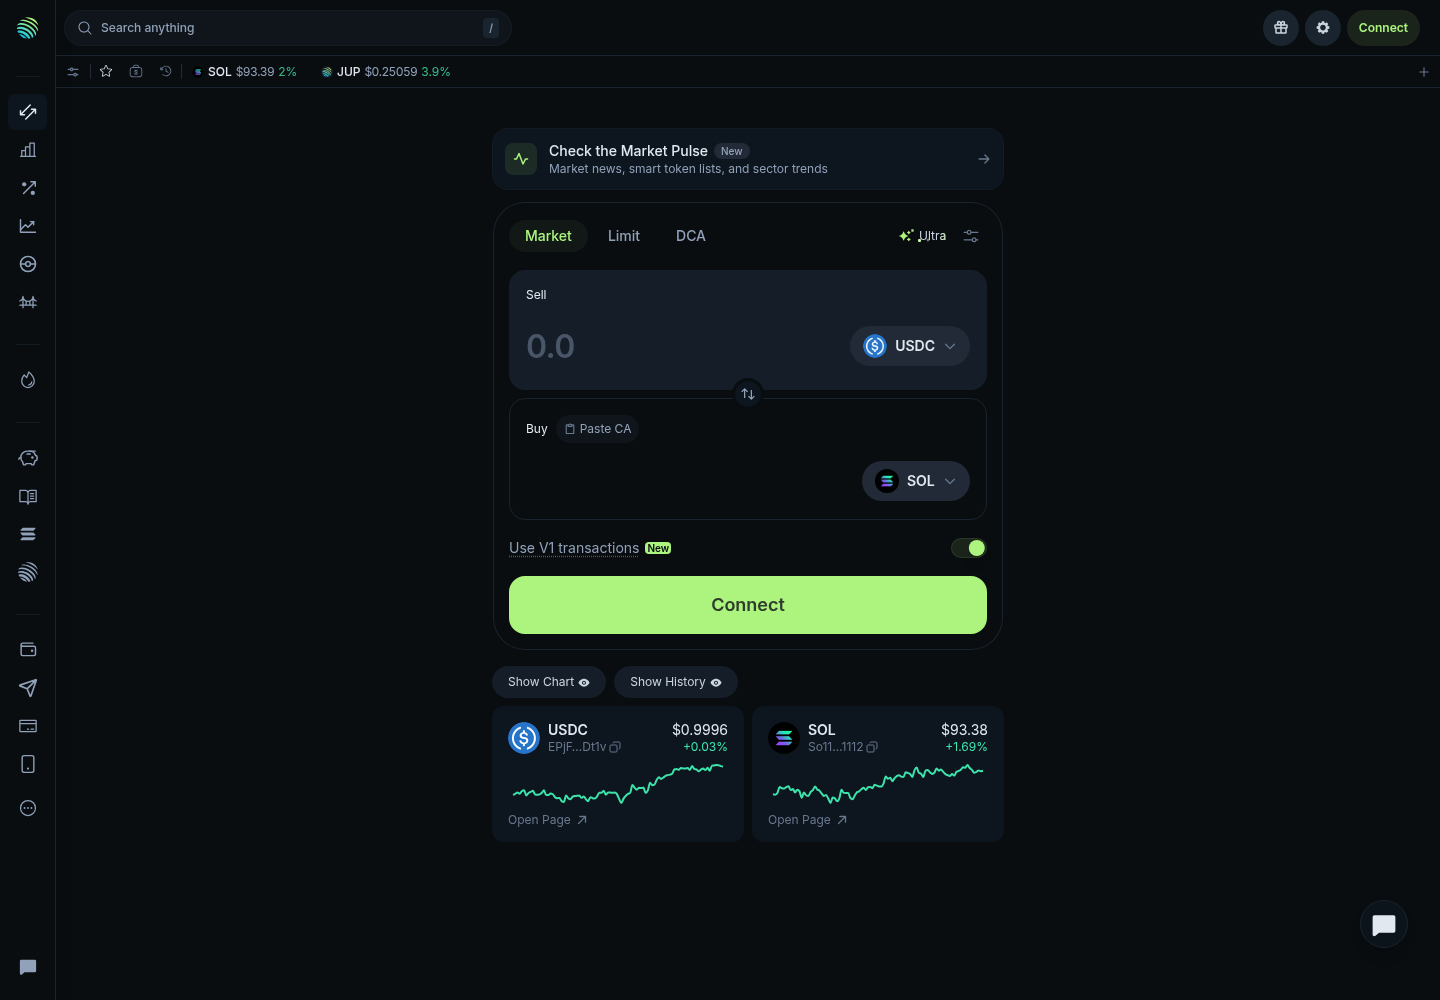 Search anything
/
Connect
SOL $93.39 2%
JUP $0.25059 3.9%
Check the Market Pulse New
Market news, smart token lists, and sector trends
Market
Limit
DCA
Ultra
Sell
0.0
USDC
Buy
Paste CA
SOL
Use V1 transactions New
Connect
Show Chart
Show History
USDC
$0.9996
EPjF...Dt1v
+0.03%
Open Page
SOL
$93.38
So11...1112
+1.69%
Open Page